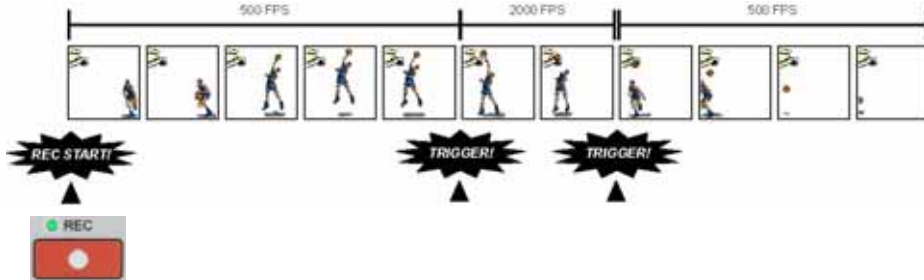 500 FPS 2000 FPS 500 FPS
REC START! TRIGGER! TRIGGER!
REC